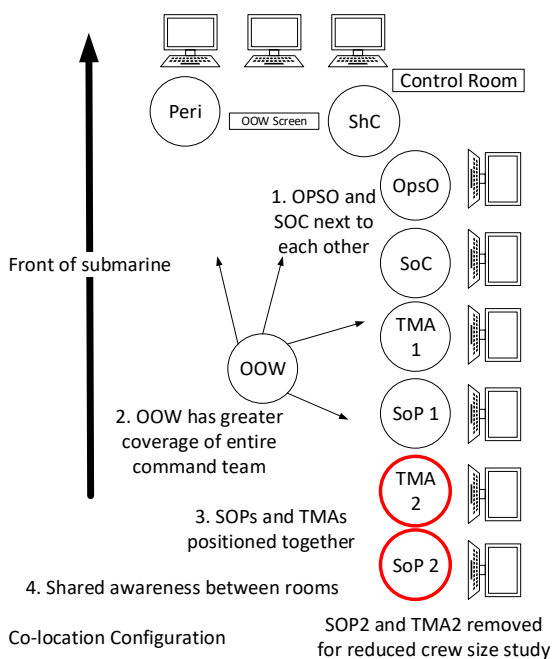 Control Room
Peri
OOW Screen
ShC
OpsO
1. OPSO and
SOC next to
each other
SoC
Front of submarine
TMA
1
OOW
SoP 1
2. OOW has greater
coverage of entire
command team
TMA
2
3. SOPs and TMAs
positioned together
SoP 2
4. Shared awareness between rooms
Co-location Configuration
SOP2 and TMA2 removed
for reduced crew size study